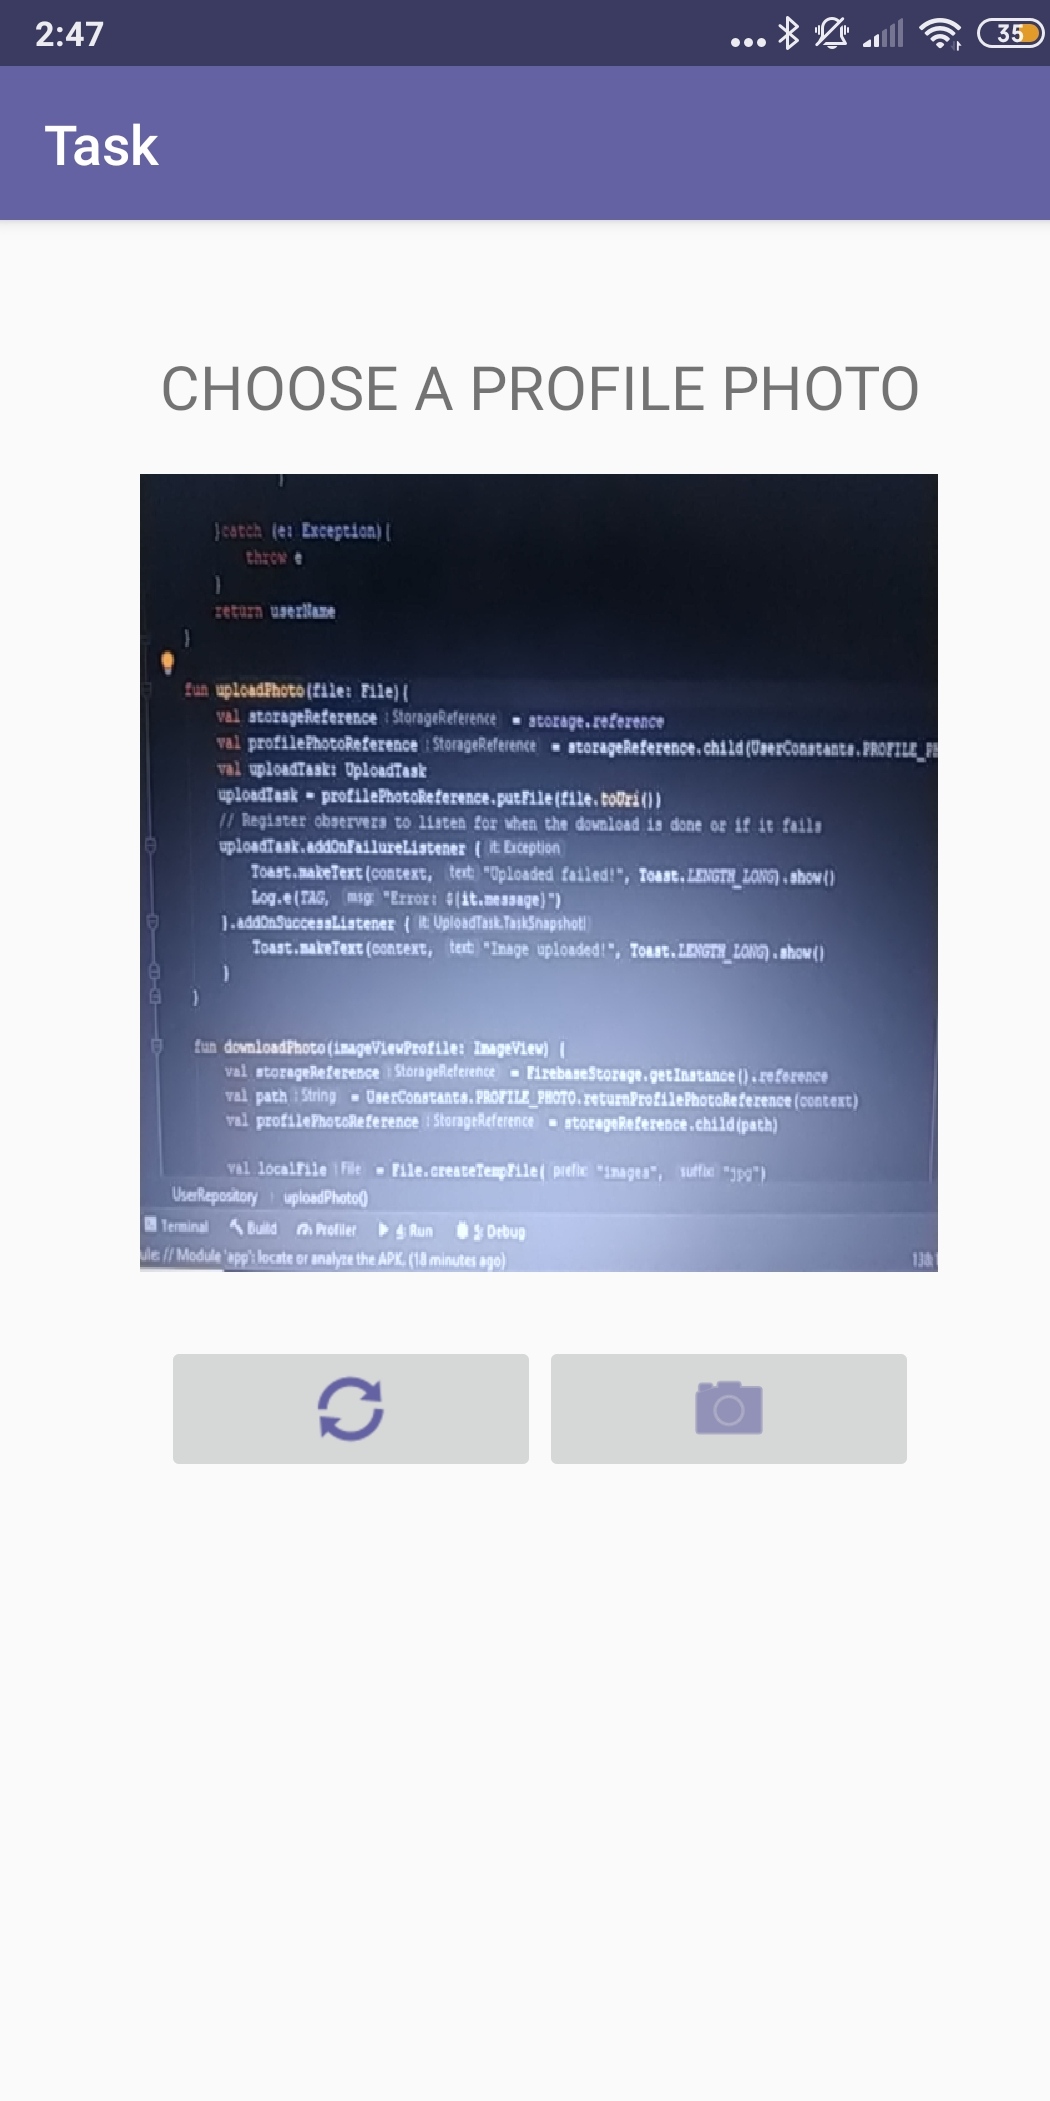 2:47
35
Task
CHOOSE A PROFILE PHOTO
}
}catch (e: Exception){
throw e
}
return userName
}
fun uploadPhoto(file: File){
val storageReference : StorageReference = storage.reference
val profilePhotoReference : StorageReference = storageReference.child(UserConstants.PROFILE_PH
val uploadTask: UploadTask
uploadTask = profilePhotoReference.putFile(file.toUri())
// Register observers to listen for when the download is done or if it fails
uploadTask.addOnFailureListener { it: Exception
Toast.makeText(context, text: "Uploaded failed!", Toast.LENGTH_LONG).show()
Log.e(TAG, msg: "Error: ${it.message}")
}.addOnSuccessListener { it: UploadTask.TaskSnapshot!
Toast.makeText(context, text: "Image uploaded!", Toast.LENGTH_LONG).show()
}
}
fun downloadPhoto(imageViewProfile: ImageView) {
val storageReference : StorageReference = FirebaseStorage.getInstance().reference
val path : String = UserConstants.PROFILE_PHOTO.returnProfilePhotoReference(context)
val profilePhotoReference : StorageReference = storageReference.child(path)
val localFile : File = File.createTempFile( prefix: "images", suffix: "jpg")
UserRepository uploadPhoto()
Terminal Build Profiler 4: Run 5: Debug
ule: // Module 'app': locate or analyze the APK. (18 minutes ago) 138: